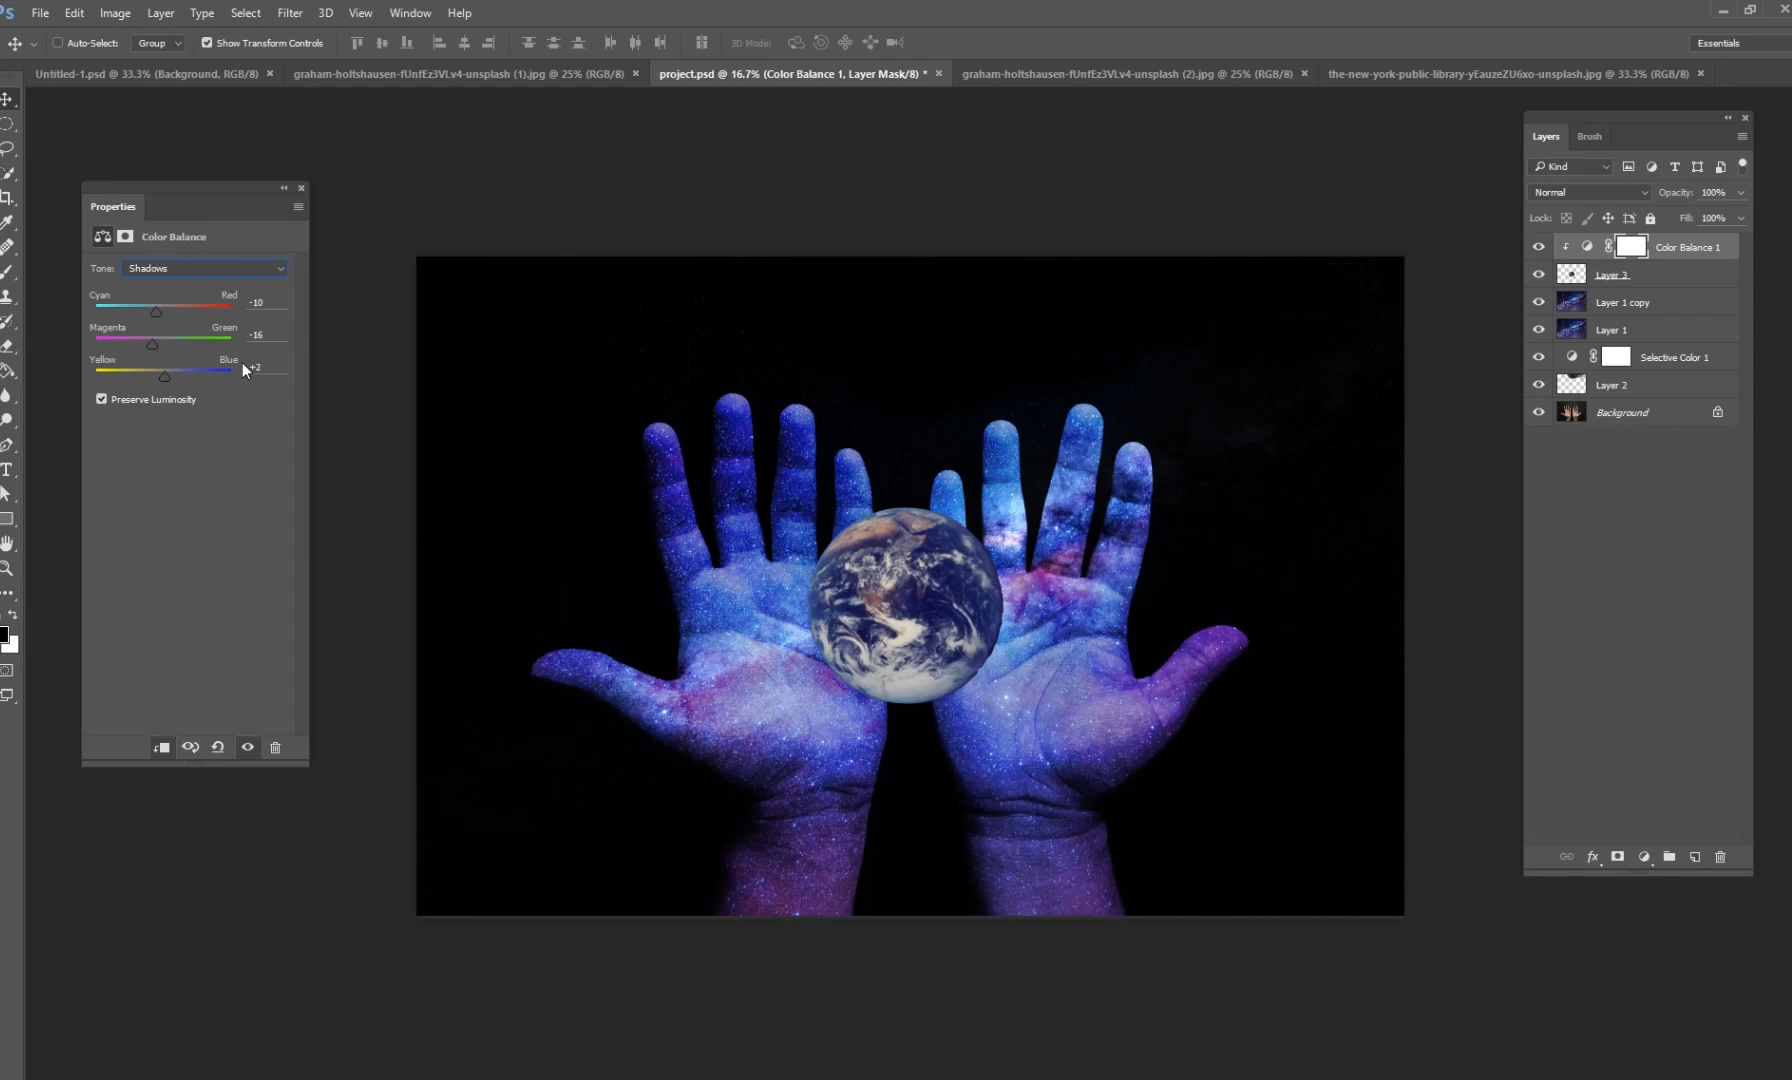 Ps File Edit Image Layer Type Select Filter 3D View Window Help
Auto-Select: Group Show Transform Controls 3D Mode: Essentials
Untitled-1.psd @ 33.3% (Background, RGB/8) × graham-holtshausen-fUnfEz3VLv4-unsplash (1).jpg @ 25% (RGB/8) × project.psd @ 16.7% (Color Balance 1, Layer Mask/8) * × graham-holtshausen-fUnfEz3VLv4-unsplash (2).jpg @ 25% (RGB/8) × the-new-york-public-library-yEauzeZU6xo-unsplash.jpg @ 33.3% (RGB/8) ×
Properties
Color Balance
Tone: Shadows
Cyan Red -10
Magenta Green -16
Yellow Blue +2
Preserve Luminosity
Layers Brush
Kind
Normal Opacity: 100%
Lock: Fill: 100%
Color Balance 1
Layer 3
Layer 1 copy
Layer 1
Selective Color 1
Layer 2
Background
fx